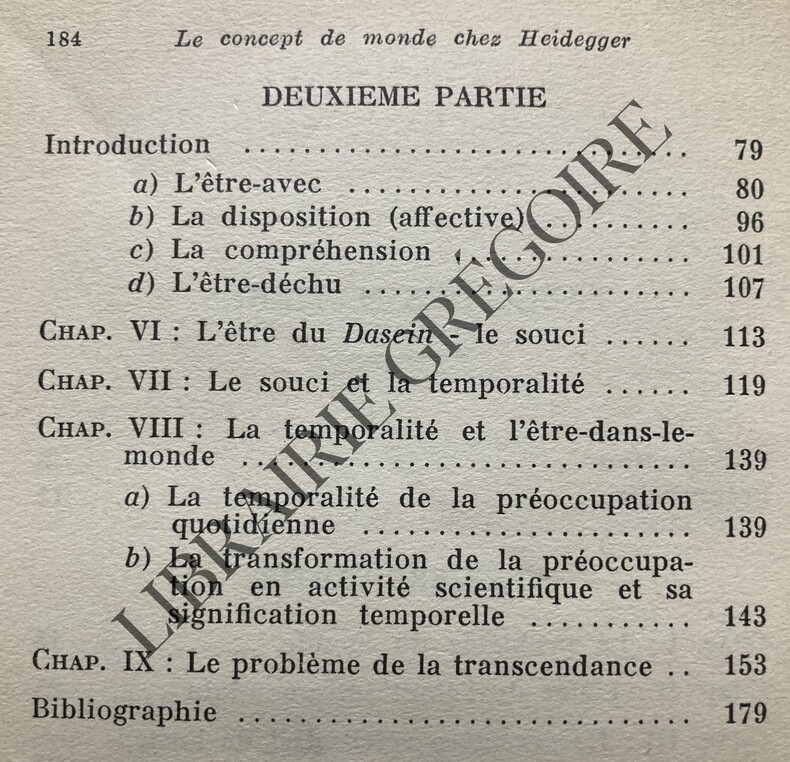 184 Le concept de monde chez Heidegger
DEUXIEME PARTIE
Introduction .............................. 79
a) L'être-avec ........................ 80
b) La disposition (affective) .......... 96
c) La compréhension ................ 101
d) L'être-déchu ....................... 107
CHAP. VI : L'être du Dasein - le souci ...... 113
CHAP. VII : Le souci et la temporalité ...... 119
CHAP. VIII : La temporalité et l'être-dans-le-
monde .............................. 139
a) La temporalité de la préoccupation
quotidienne ...................... 139
b) La transformation de la préoccupa-
tion en activité scientifique et sa
signification temporelle ........... 143
CHAP. IX : Le problème de la transcendance .. 153
Bibliographie .............................. 179
LIBRAIRIE GREGOIRE